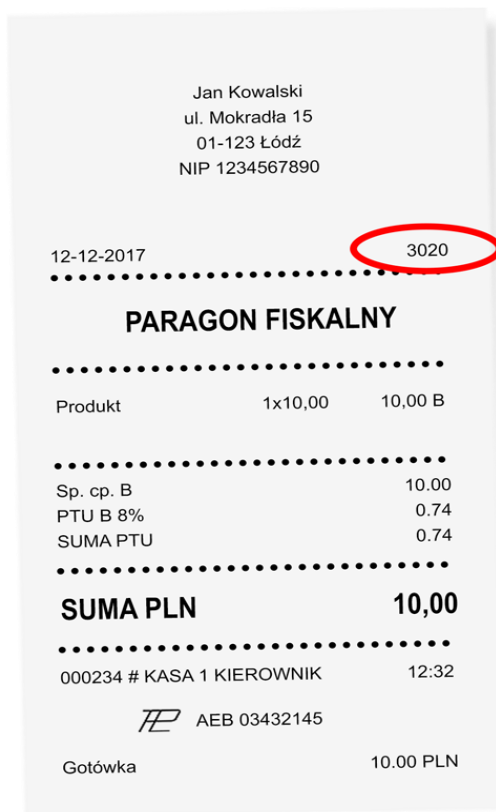 Jan Kowalski
ul. Mokradła 15
01-123 Łódź
NIP 1234567890
12-12-2017 3020
PARAGON FISKALNY
Produkt 1x10,00 10,00 B
Sp. cp. B 10.00
PTU B 8% 0.74
SUMA PTU 0.74
SUMA PLN 10,00
000234 # KASA 1 KIEROWNIK 12:32
AEB 03432145
Gotówka 10.00 PLN